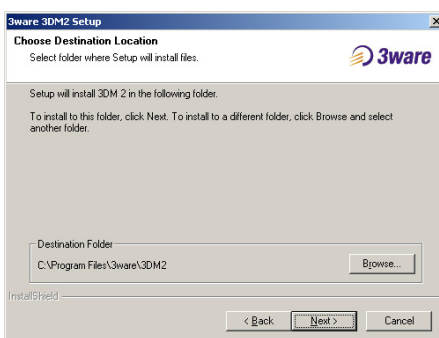 3ware 3DM2 Setup
Choose Destination Location
Select folder where Setup will install files.
3ware
Setup will install 3DM 2 in the following folder.
To install to this folder, click Next. To install to a different folder, click Browse and select
another folder.
Destination Folder
C:\Program Files\3ware\3DM2
Browse...
InstallShield
< Back
Next >
Cancel